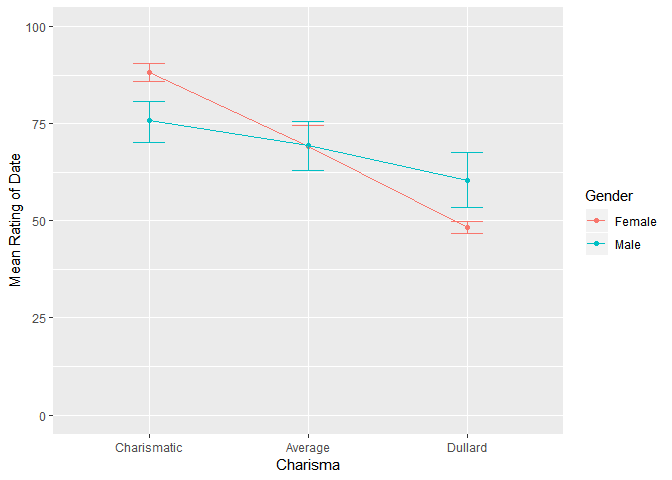 100
75
50
25
0
Mean Rating of Date
Charismatic
Average
Dullard
Charisma
Gender
Female
Male